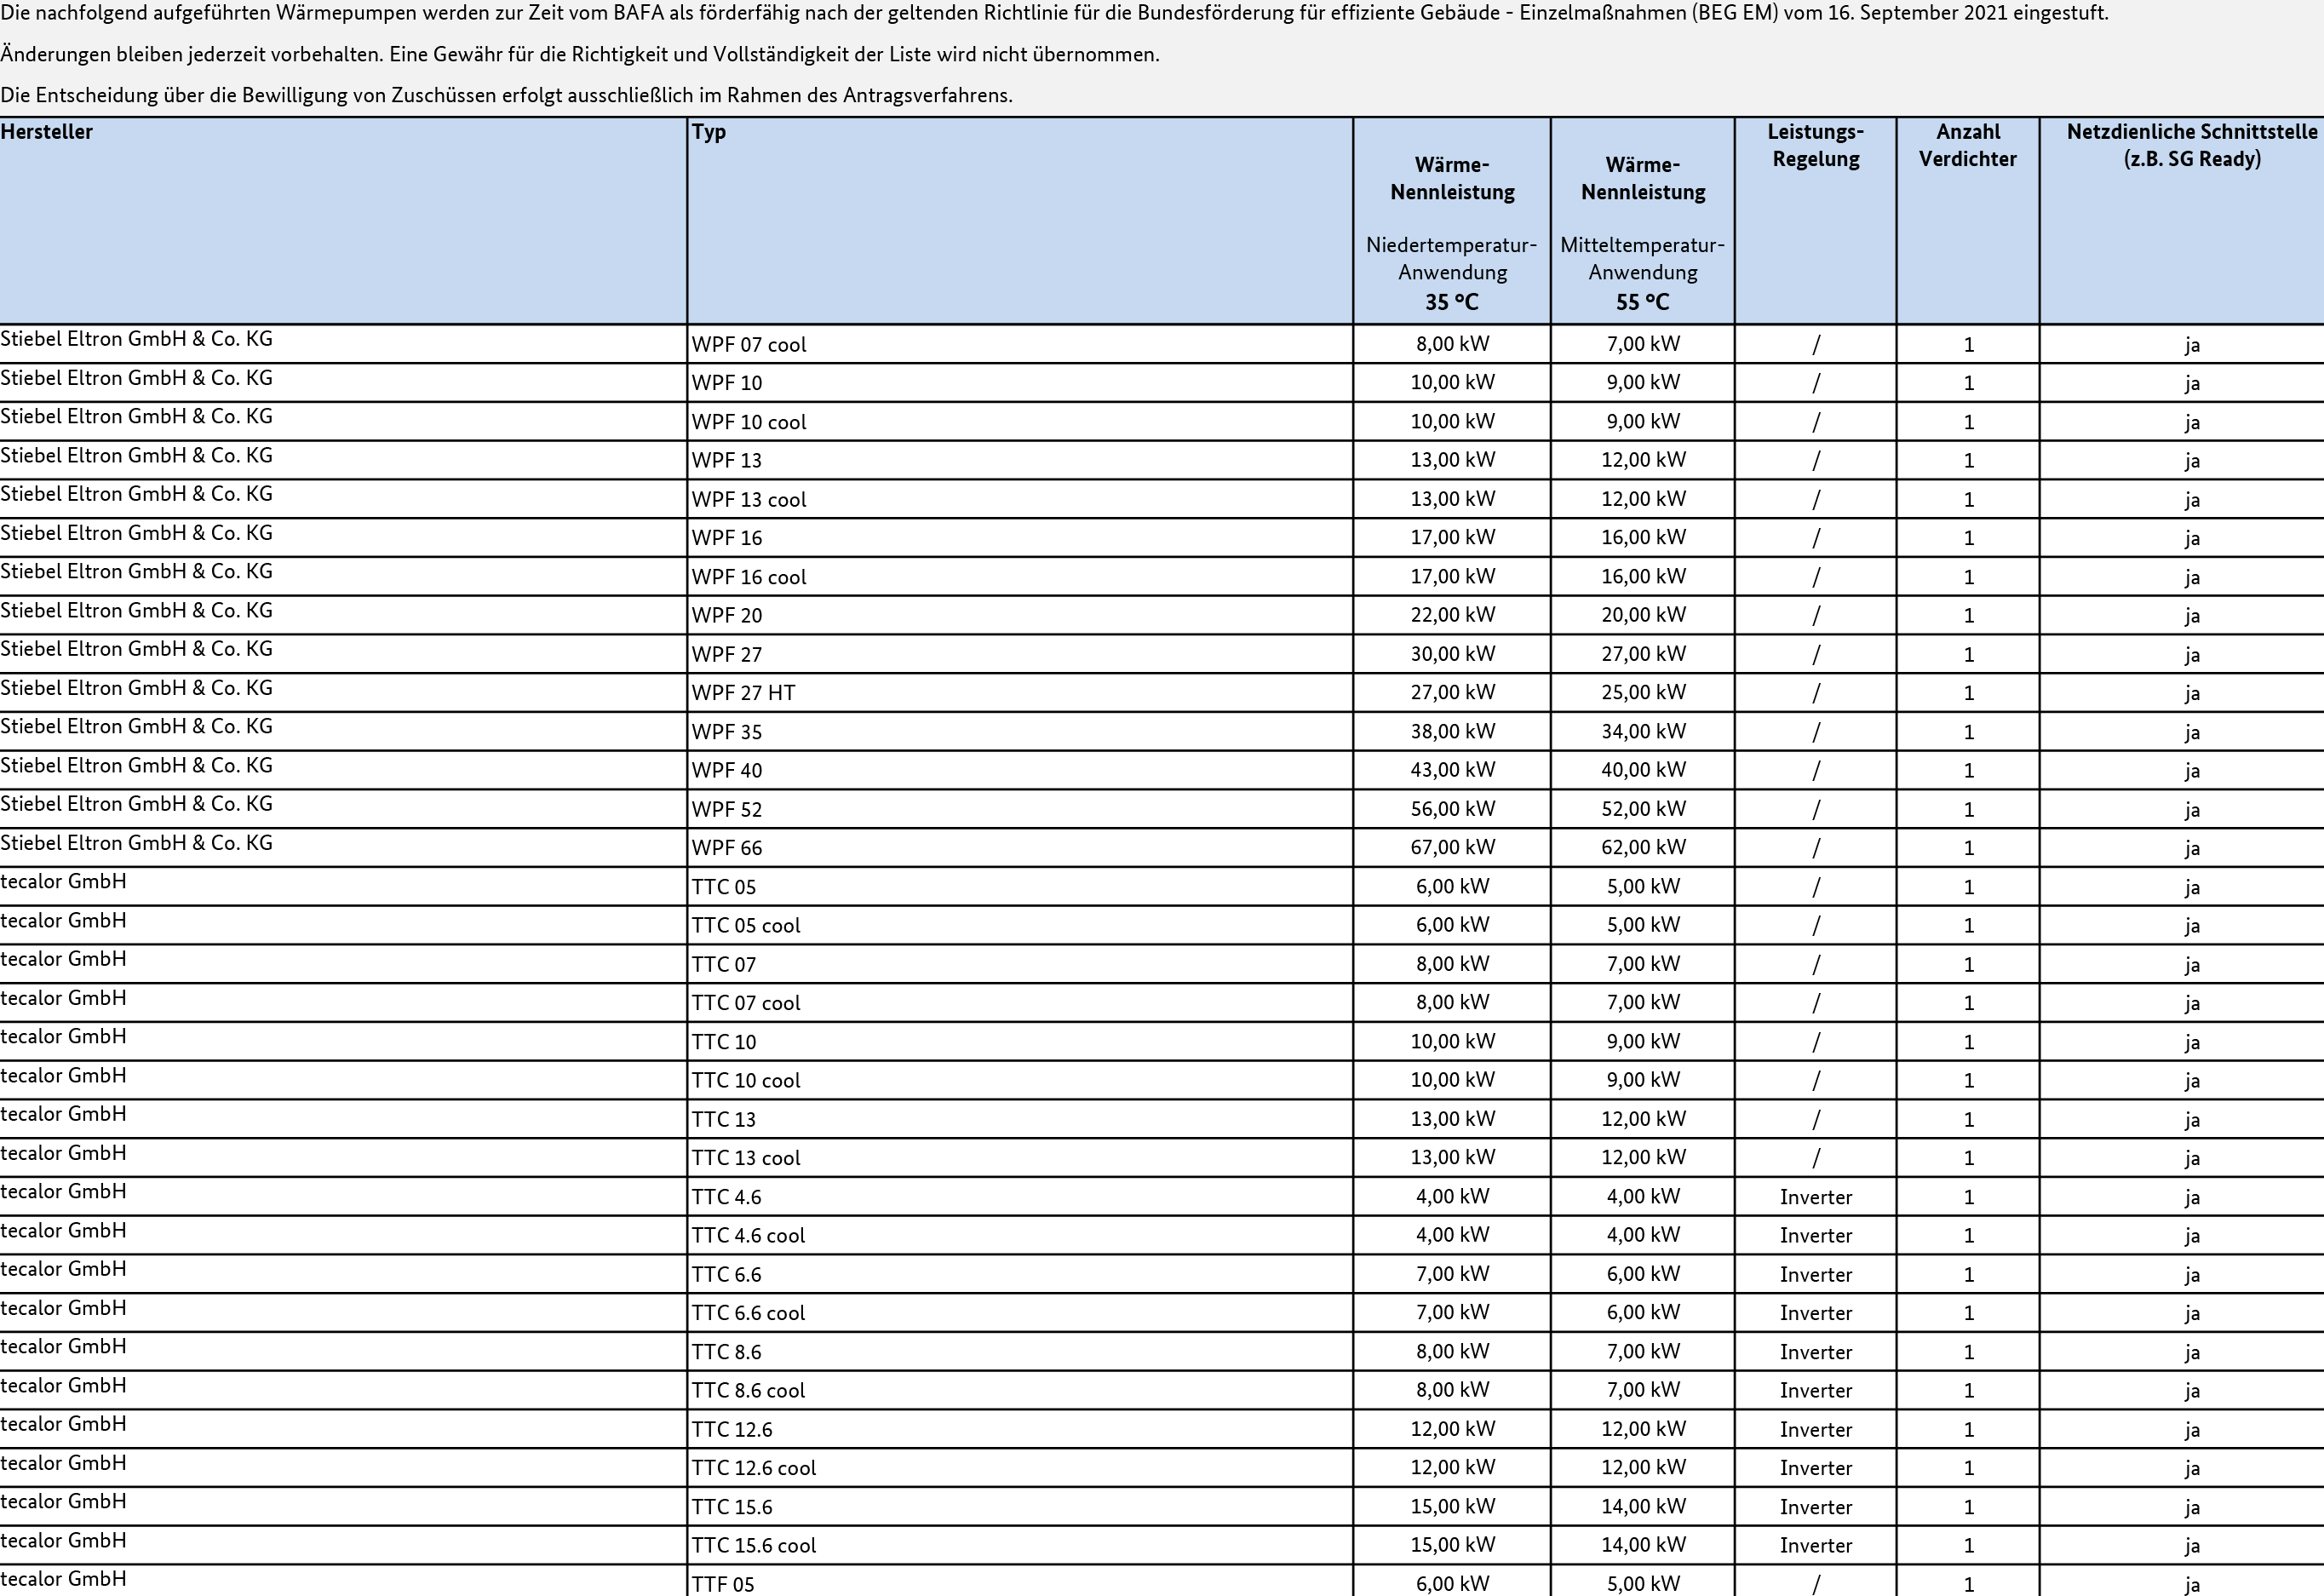 Die nachfolgend aufgeführten Wärmepumpen werden zur Zeit vom BAFA als förderfähig nach der geltenden Richtlinie für die Bundesförderung für effiziente Gebäude - Einzelmaßnahmen (BEG EM) vom 16. September 2021 eingestuft.
Änderungen bleiben jederzeit vorbehalten. Eine Gewähr für die Richtigkeit und Vollständigkeit der Liste wird nicht übernommen.
Die Entscheidung über die Bewilligung von Zuschüssen erfolgt ausschließlich im Rahmen des Antragsverfahrens.
Hersteller
Typ
Wärme-
Nennleistung
Niedertemperatur-
Anwendung
35 °C
Wärme-
Nennleistung
Mitteltemperatur-
Anwendung
55 °C
Leistungs-
Regelung
Anzahl
Verdichter
Netzdienliche Schnittstelle
(z.B. SG Ready)
Stiebel Eltron GmbH & Co. KG WPF 07 cool 8,00 kW 7,00 kW / 1 ja
Stiebel Eltron GmbH & Co. KG WPF 10 10,00 kW 9,00 kW / 1 ja
Stiebel Eltron GmbH & Co. KG WPF 10 cool 10,00 kW 9,00 kW / 1 ja
Stiebel Eltron GmbH & Co. KG WPF 13 13,00 kW 12,00 kW / 1 ja
Stiebel Eltron GmbH & Co. KG WPF 13 cool 13,00 kW 12,00 kW / 1 ja
Stiebel Eltron GmbH & Co. KG WPF 16 17,00 kW 16,00 kW / 1 ja
Stiebel Eltron GmbH & Co. KG WPF 16 cool 17,00 kW 16,00 kW / 1 ja
Stiebel Eltron GmbH & Co. KG WPF 20 22,00 kW 20,00 kW / 1 ja
Stiebel Eltron GmbH & Co. KG WPF 27 30,00 kW 27,00 kW / 1 ja
Stiebel Eltron GmbH & Co. KG WPF 27 HT 27,00 kW 25,00 kW / 1 ja
Stiebel Eltron GmbH & Co. KG WPF 35 38,00 kW 34,00 kW / 1 ja
Stiebel Eltron GmbH & Co. KG WPF 40 43,00 kW 40,00 kW / 1 ja
Stiebel Eltron GmbH & Co. KG WPF 52 56,00 kW 52,00 kW / 1 ja
Stiebel Eltron GmbH & Co. KG WPF 66 67,00 kW 62,00 kW / 1 ja
tecalor GmbH TTC 05 6,00 kW 5,00 kW / 1 ja
tecalor GmbH TTC 05 cool 6,00 kW 5,00 kW / 1 ja
tecalor GmbH TTC 07 8,00 kW 7,00 kW / 1 ja
tecalor GmbH TTC 07 cool 8,00 kW 7,00 kW / 1 ja
tecalor GmbH TTC 10 10,00 kW 9,00 kW / 1 ja
tecalor GmbH TTC 10 cool 10,00 kW 9,00 kW / 1 ja
tecalor GmbH TTC 13 13,00 kW 12,00 kW / 1 ja
tecalor GmbH TTC 13 cool 13,00 kW 12,00 kW / 1 ja
tecalor GmbH TTC 4.6 4,00 kW 4,00 kW Inverter 1 ja
tecalor GmbH TTC 4.6 cool 4,00 kW 4,00 kW Inverter 1 ja
tecalor GmbH TTC 6.6 7,00 kW 6,00 kW Inverter 1 ja
tecalor GmbH TTC 6.6 cool 7,00 kW 6,00 kW Inverter 1 ja
tecalor GmbH TTC 8.6 8,00 kW 7,00 kW Inverter 1 ja
tecalor GmbH TTC 8.6 cool 8,00 kW 7,00 kW Inverter 1 ja
tecalor GmbH TTC 12.6 12,00 kW 12,00 kW Inverter 1 ja
tecalor GmbH TTC 12.6 cool 12,00 kW 12,00 kW Inverter 1 ja
tecalor GmbH TTC 15.6 15,00 kW 14,00 kW Inverter 1 ja
tecalor GmbH TTC 15.6 cool 15,00 kW 14,00 kW Inverter 1 ja
tecalor GmbH TTF 05 6,00 kW 5,00 kW / 1 ja